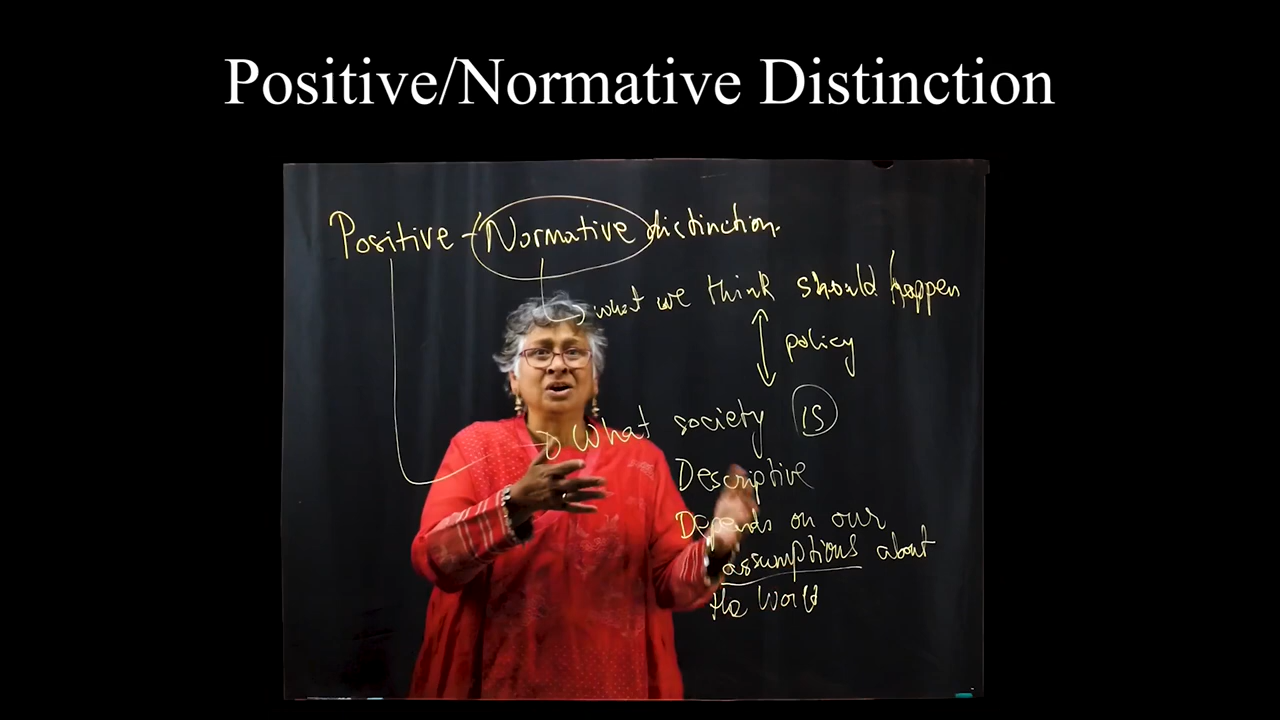 Positive/Normative Distinction
Positive - Normative distinction.
what we think should happen
policy
What society is
Descriptive
Depends on our
assumptions about
the World